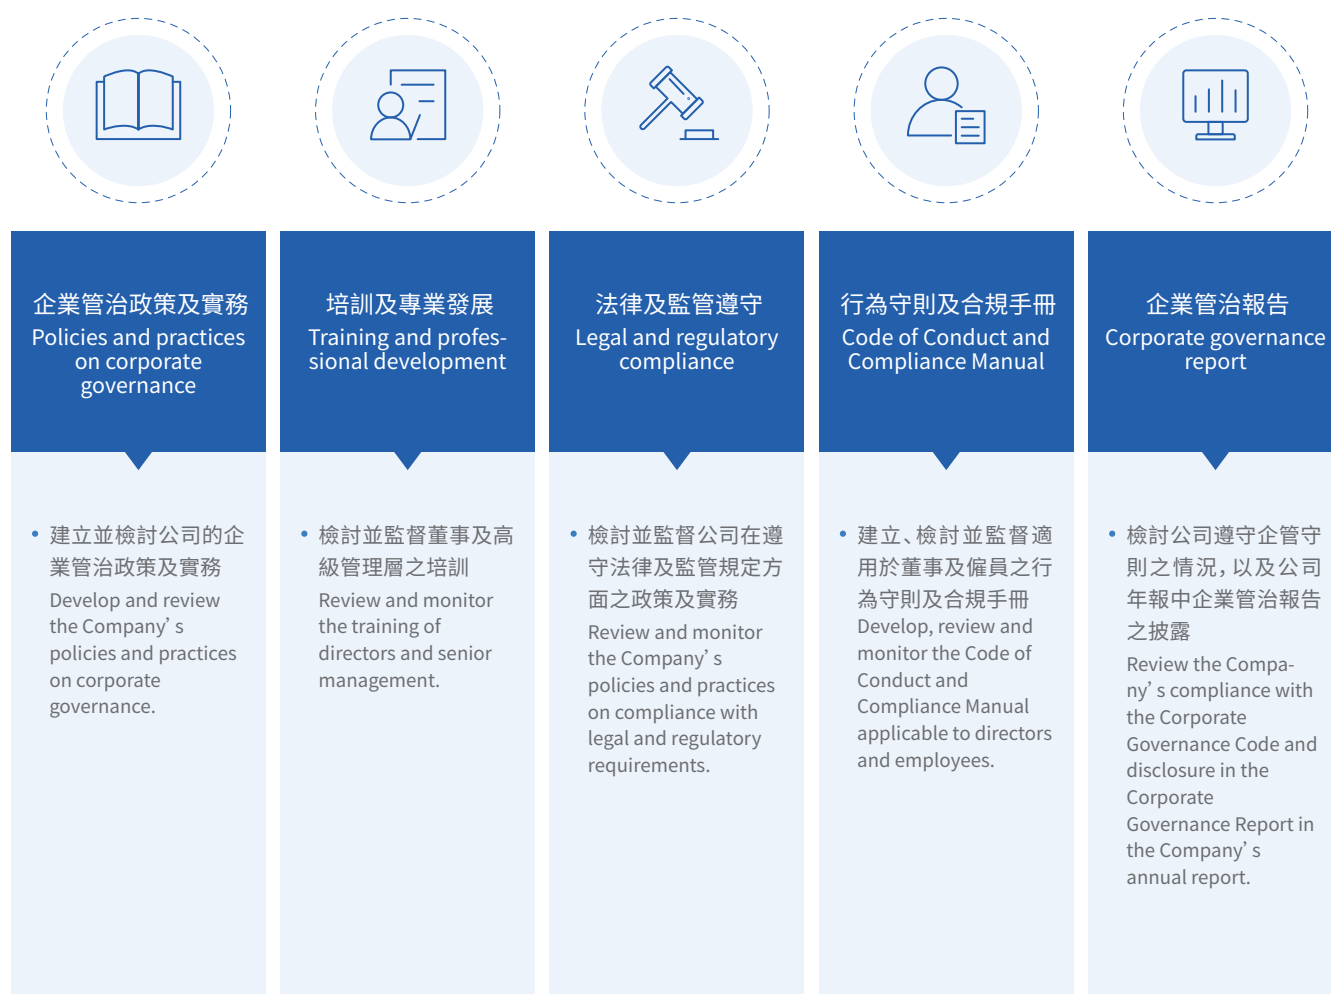 企業管治政策及實務
Policies and practices
on corporate
governance
建立並檢討公司的企
業管治政策及實務
Develop and review
the Company’s
policies and practices
on corporate
governance.
培訓及專業發展
Training and profes-
sional development
檢討並監督董事及高
級管理層之培訓
Review and monitor
the training of
directors and senior
management.
法律及監管遵守
Legal and regulatory
compliance
檢討並監督公司在遵
守法律及監管規定方
面之政策及實務
Review and monitor
the Company’s
policies and practices
on compliance with
legal and regulatory
requirements.
行為守則及合規手冊
Code of Conduct and
Compliance Manual
建立、檢討並監督適
用於董事及僱員之行
為守則及合規手冊
Develop, review and
monitor the Code of
Conduct and
Compliance Manual
applicable to directors
and employees.
企業管治報告
Corporate governance
report
檢討公司遵守企管守
則之情況，以及公司
年報中企業管治報告
之披露
Review the Compa-
ny’s compliance with
the Corporate
Governance Code and
disclosure in the
Corporate
Governance Report in
the Company’s
annual report.